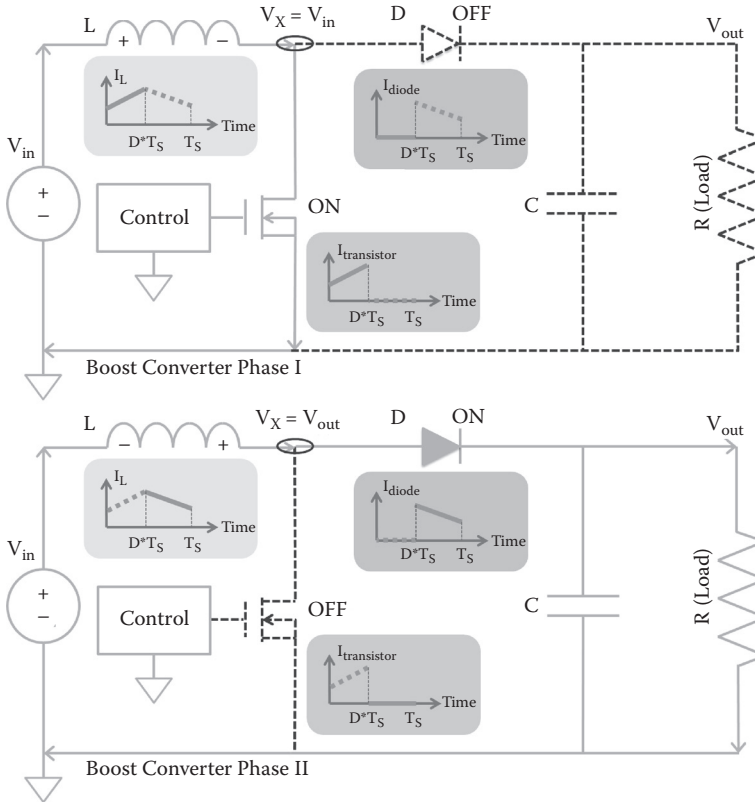 V_X = V_in
L
D
OFF
V_out
+ −
I_L
Time
D*T_S T_S
I_diode
Time
D*T_S T_S
V_in
+
−
Control
ON
C
R (Load)
I_transistor
Time
D*T_S T_S
Boost Converter Phase I
V_X = V_out
L
D
ON
V_out
− +
I_L
Time
D*T_S T_S
I_diode
Time
D*T_S T_S
V_in
+
−
Control
OFF
C
R (Load)
I_transistor
Time
D*T_S T_S
Boost Converter Phase II